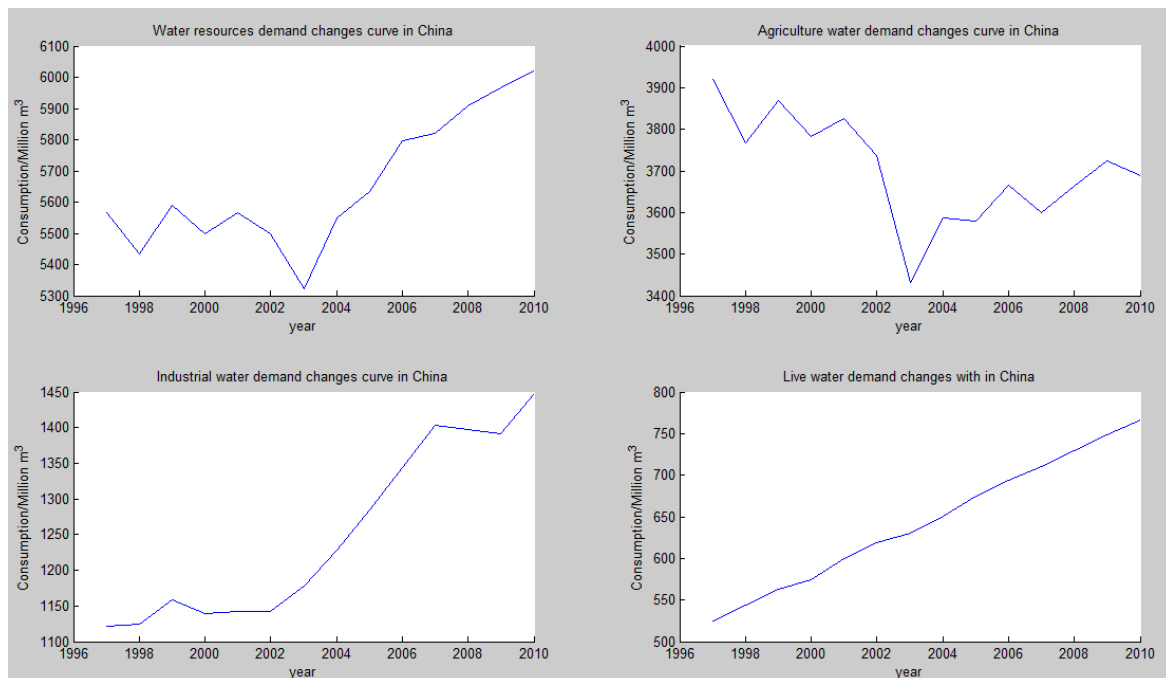 Water resources demand changes curve in China
Consumption/Million m³
6100
6000
5900
5800
5700
5600
5500
5400
5300
1996 1998 2000 2002 2004 2006 2008 2010
year
Agriculture water demand changes curve in China
Consumption/Million m³
4000
3900
3800
3700
3600
3500
3400
1996 1998 2000 2002 2004 2006 2008 2010
year
Industrial water demand changes curve in China
Consumption/Million m³
1450
1400
1350
1300
1250
1200
1150
1100
1996 1998 2000 2002 2004 2006 2008 2010
year
Live water demand changes with in China
Consumption/Million m³
800
750
700
650
600
550
500
1996 1998 2000 2002 2004 2006 2008 2010
year